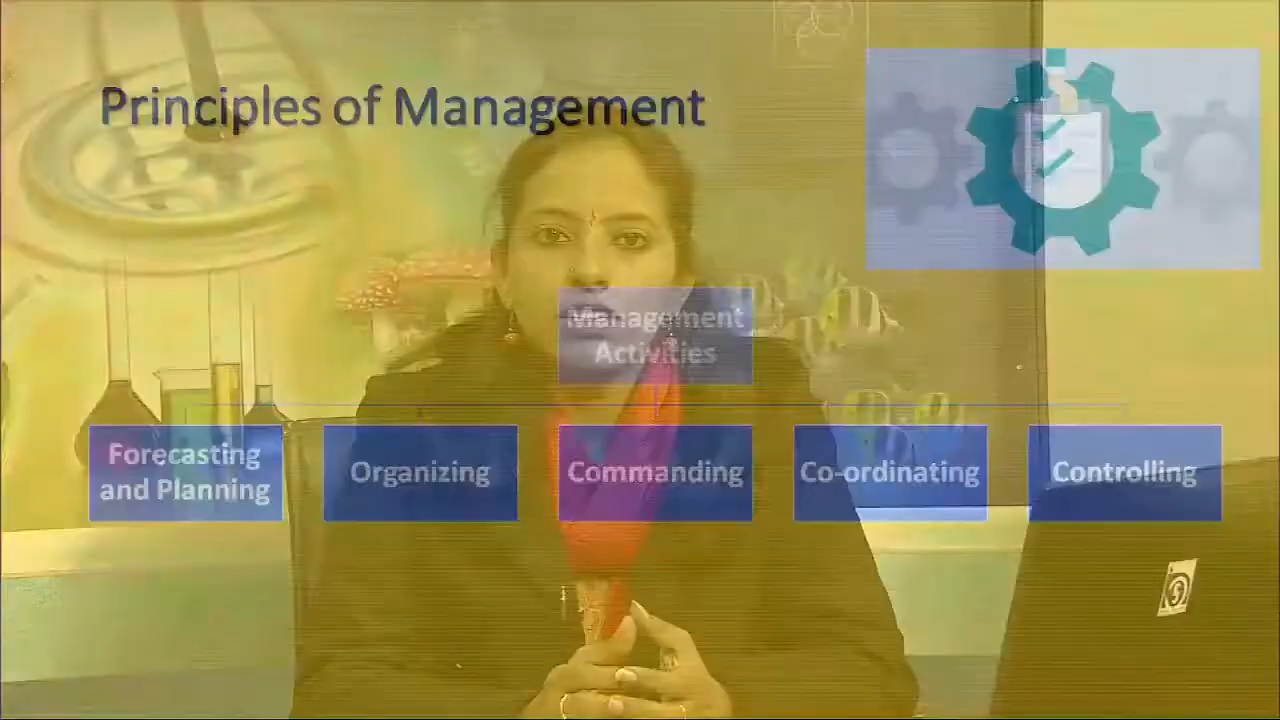 Principles of Management
Management
Activities
Forecasting
and Planning
Organizing
Commanding
Co-ordinating
Controlling